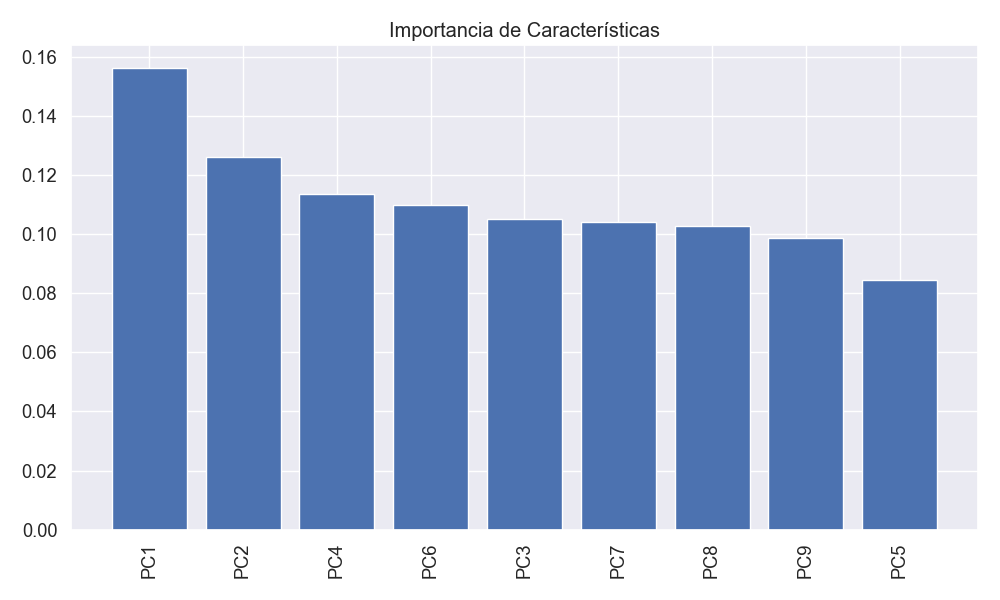 Importancia de Características
0.16
0.14
0.12
0.10
0.08
0.06
0.04
0.02
0.00
PC1
PC2
PC4
PC6
PC3
PC7
PC8
PC9
PC5